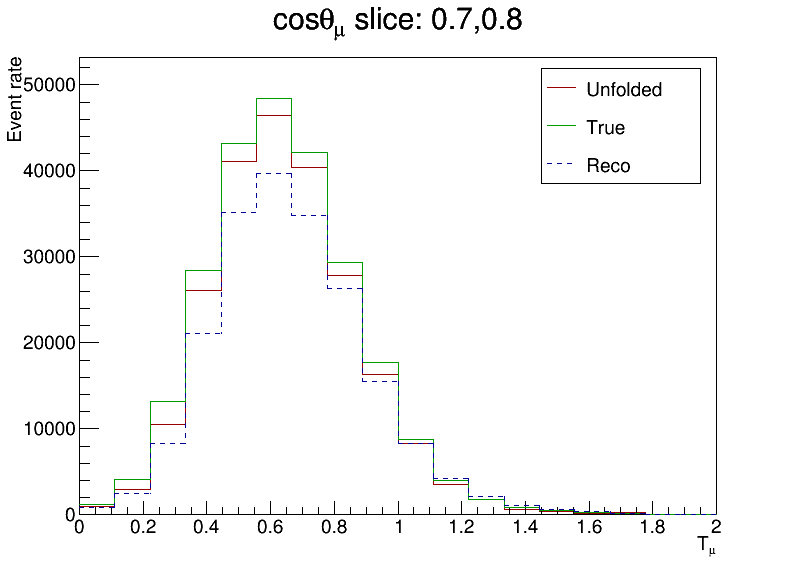 cosθμ slice: 0.7,0.8
Event rate
50000
40000
30000
20000
10000
0
Unfolded
True
Reco
0 0.2 0.4 0.6 0.8 1 1.2 1.4 1.6 1.8 2
Tμ